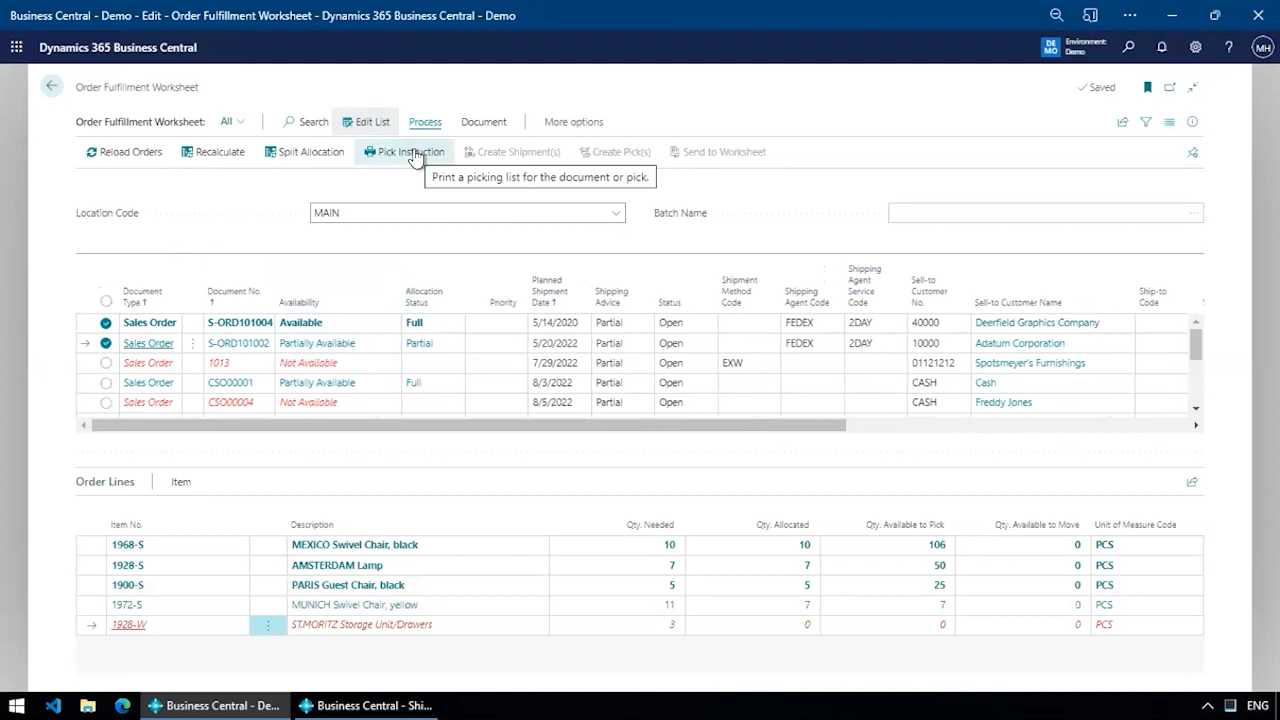 Business Central - Demo - Edit - Order Fulfillment Worksheet - Dynamics 365 Business Central - Demo
Dynamics 365 Business Central
DE MO
Environment: Demo
MH
Order Fulfillment Worksheet
Saved
Order Fulfillment Worksheet: All Search Edit List Process Document More options
Reload Orders Recalculate Split Allocation Pick Instruction Create Shipment(s) Create Pick(s) Send to Worksheet
Print a picking list for the document or pick.
Location Code MAIN Batch Name
Document Type ↑ Document No. ↑ Availability Allocation Status Priority Planned Shipment Date ↑ Shipping Advice Status Shipment Method Code Shipping Agent Code Shipping Agent Service Code Sell-to Customer No. Sell-to Customer Name Ship-to Code
Sales Order S-ORD101004 Available Full 5/14/2020 Partial Open FEDEX 2DAY 40000 Deerfield Graphics Company
Sales Order S-ORD101002 Partially Available Partial 5/20/2022 Partial Open FEDEX 2DAY 10000 Adatum Corporation
Sales Order 1013 Not Available 7/29/2022 Partial Open EXW 01121212 Spotsmeyer's Furnishings
Sales Order CSO00001 Partially Available Full 8/3/2022 Partial Open CASH Cash
Sales Order CSO00004 Not Available 8/5/2022 Partial Open CASH Freddy Jones
Order Lines Item
Item No. Description Qty. Needed Qty. Allocated Qty. Available to Pick Qty. Available to Move Unit of Measure Code
1968-S MEXICO Swivel Chair, black 10 10 106 0 PCS
1928-S AMSTERDAM Lamp 7 7 50 0 PCS
1900-S PARIS Guest Chair, black 5 5 25 0 PCS
1972-S MUNICH Swivel Chair, yellow 11 7 7 0 PCS
1928-W ST.MORITZ Storage Unit/Drawers 3 0 0 0 PCS
Business Central - De... Business Central - Shi... ENG